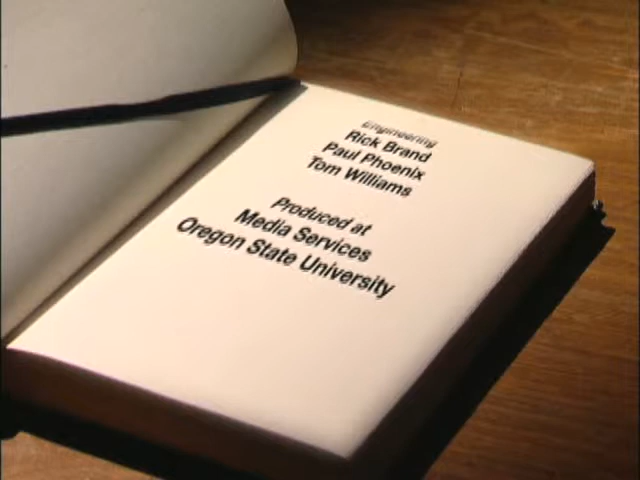 Engineering
Rick Brand
Paul Phoenix
Tom Williams
Produced at
Media Services
Oregon State University